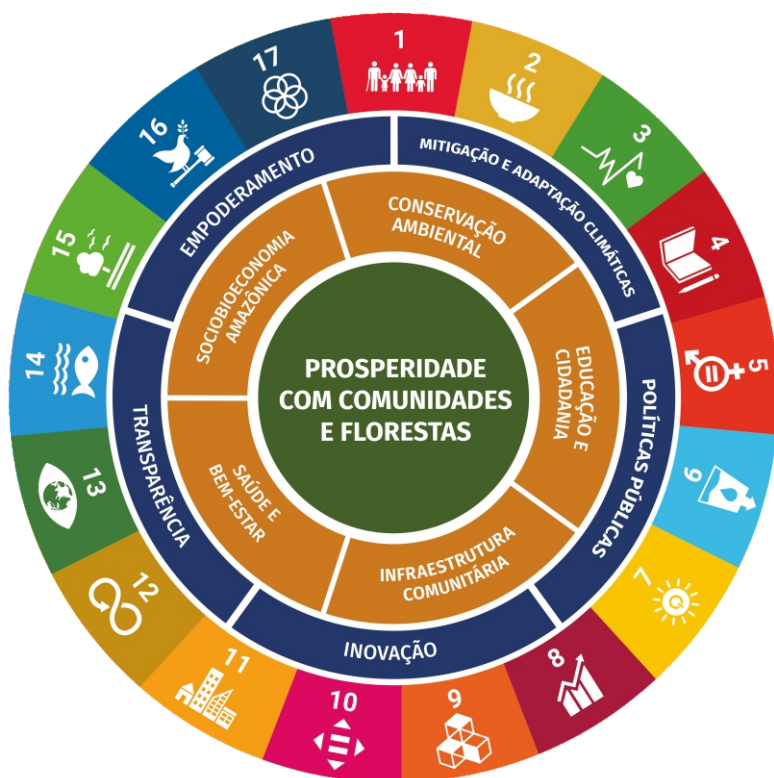 PROSPERIDADE
COM COMUNIDADES
E FLORESTAS
CONSERVAÇÃO
AMBIENTAL
EDUCAÇÃO E
CIDADANIA
INFRAESTRUTURA
COMUNITÁRIA
SAÚDE E
BEM-ESTAR
SOCIOBIOECONOMIA
AMAZÔNICA
MITIGAÇÃO E ADAPTAÇÃO CLIMÁTICAS
POLÍTICAS PÚBLICAS
INOVAÇÃO
TRANSPARÊNCIA
EMPODERAMENTO
1
2
3
4
5
6
7
8
9
10
11
12
13
14
15
16
17